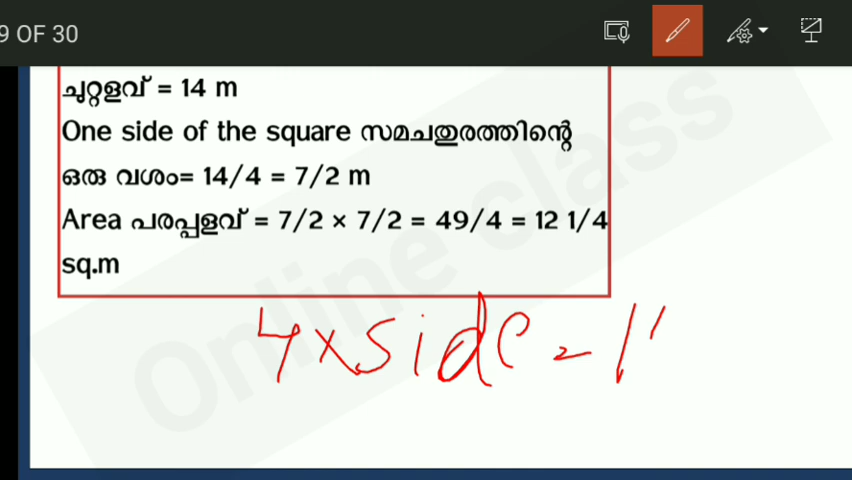 9 OF 30
ചുറ്റളവ് = 14 m
One side of the square സമചതുരത്തിന്റെ
ഒരു വശം= 14/4 = 7/2 m
Area പരപ്പളവ് = 7/2 × 7/2 = 49/4 = 12 1/4
sq.m
4 x side =
Online class